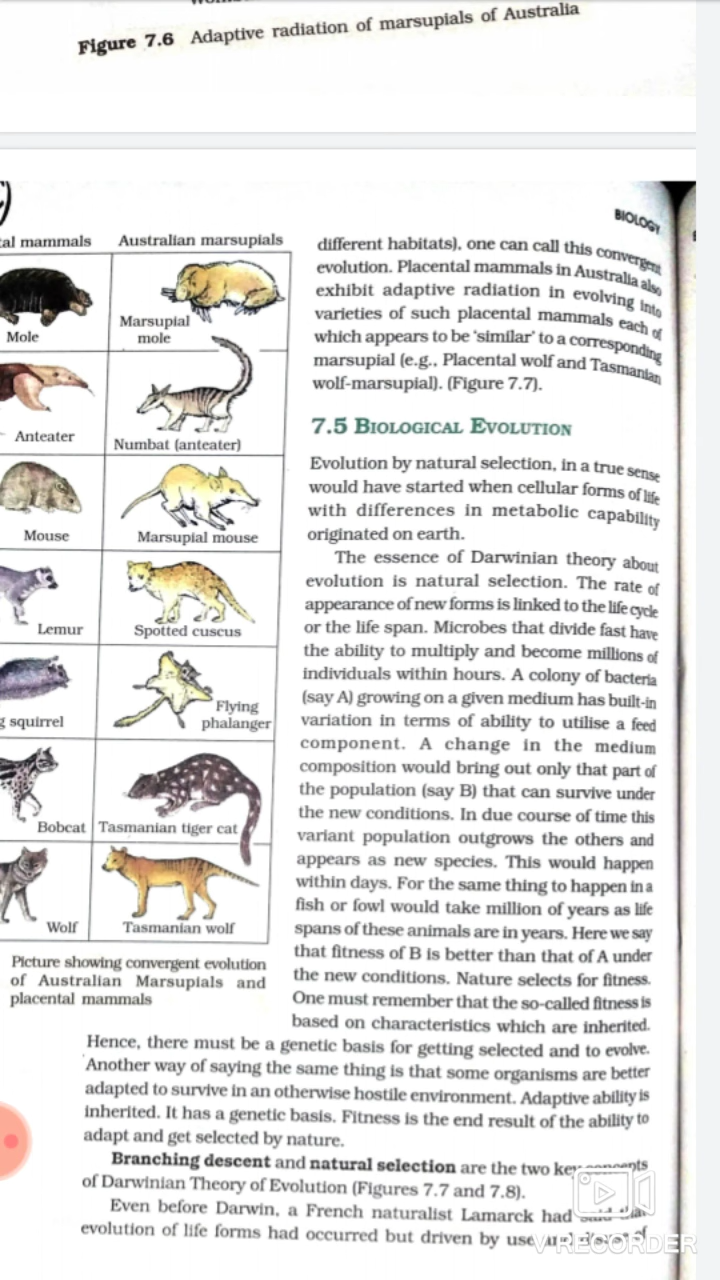 Figure 7.6 Adaptive radiation of marsupials of Australia
BIOLOGY
al mammals Australian marsupials
Mole
Marsupial
mole
Anteater
Numbat (anteater)
Mouse
Marsupial mouse
Lemur
Spotted cuscus
squirrel
Flying
phalanger
Bobcat
Tasmanian tiger cat
Wolf
Tasmanian wolf
Picture showing convergent evolution
of Australian Marsupials and
placental mammals
different habitats), one can call this convergent
evolution. Placental mammals in Australia also
exhibit adaptive radiation in evolving into
varieties of such placental mammals each of
which appears to be 'similar' to a corresponding
marsupial (e.g., Placental wolf and Tasmanian
wolf-marsupial). (Figure 7.7).
7.5 BIOLOGICAL EVOLUTION
Evolution by natural selection, in a true sense
would have started when cellular forms of life
with differences in metabolic capability
originated on earth.
The essence of Darwinian theory about
evolution is natural selection. The rate of
appearance of new forms is linked to the life cycle
or the life span. Microbes that divide fast have
the ability to multiply and become millions of
individuals within hours. A colony of bacteria
(say A) growing on a given medium has built-in
variation in terms of ability to utilise a feed
component. A change in the medium
composition would bring out only that part of
the population (say B) that can survive under
the new conditions. In due course of time this
variant population outgrows the others and
appears as new species. This would happen
within days. For the same thing to happen in a
fish or fowl would take million of years as life
spans of these animals are in years. Here we say
that fitness of B is better than that of A under
the new conditions. Nature selects for fitness.
One must remember that the so-called fitness is
based on characteristics which are inherited.
Hence, there must be a genetic basis for getting selected and to evolve.
Another way of saying the same thing is that some organisms are better
adapted to survive in an otherwise hostile environment. Adaptive ability is
inherited. It has a genetic basis. Fitness is the end result of the ability to
adapt and get selected by nature.
Branching descent and natural selection are the two key concepts
of Darwinian Theory of Evolution (Figures 7.7 and 7.8).
Even before Darwin, a French naturalist Lamarck had said that
evolution of life forms had occurred but driven by use and disuse of
V RECORDER